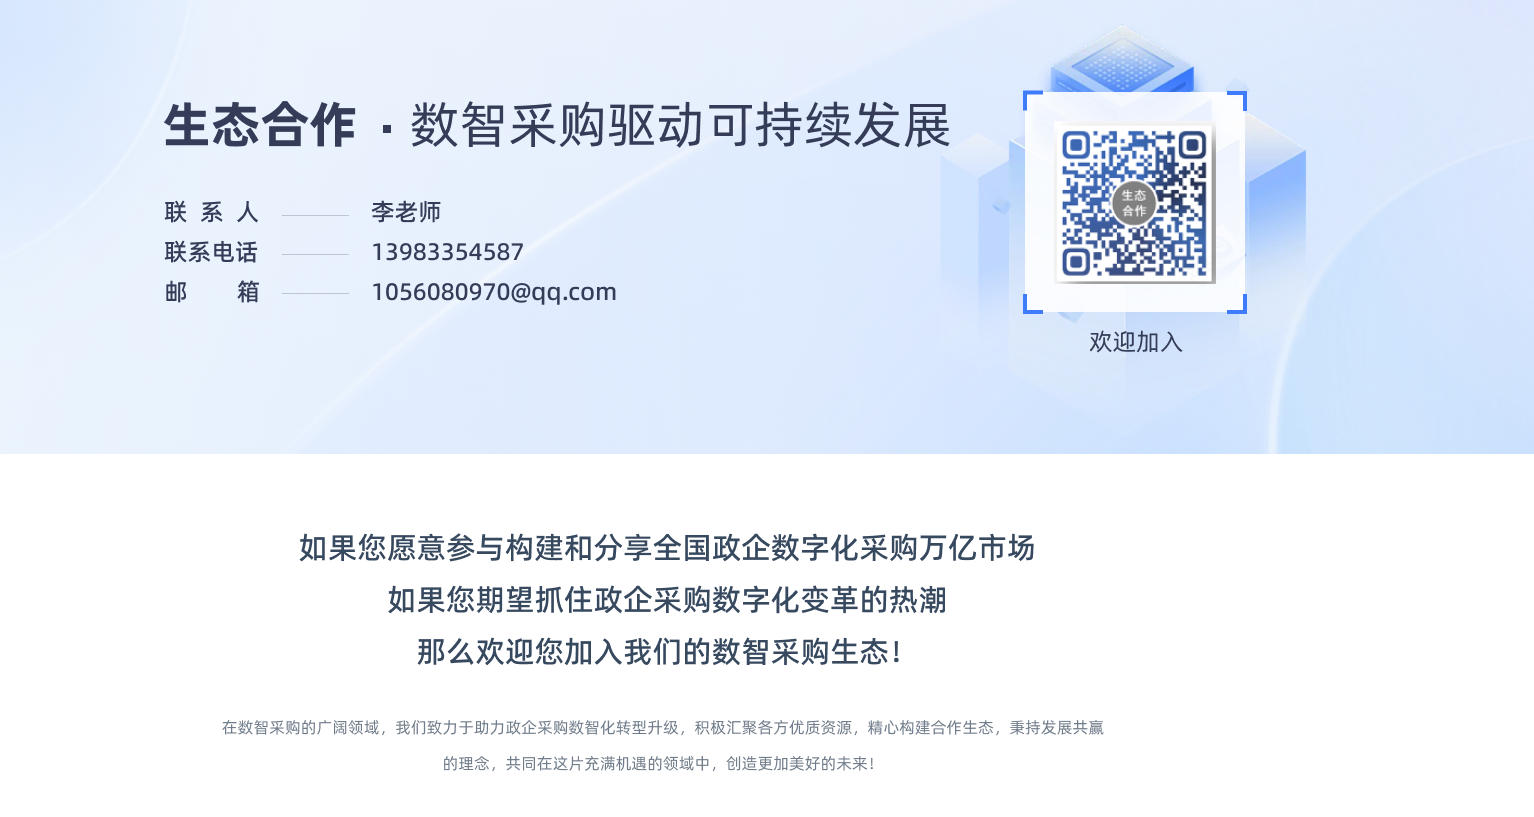 生态合作 · 数智采购驱动可持续发展
联 系 人 李老师
联系电话 13983354587
邮 箱 1056080970@qq.com
生态
合作
欢迎加入
如果您愿意参与构建和分享全国政企数字化采购万亿市场
如果您期望抓住政企采购数字化变革的热潮
那么欢迎您加入我们的数智采购生态!
在数智采购的广阔领域，我们致力于助力政企采购数智化转型升级，积极汇聚各方优质资源，精心构建合作生态，秉持发展共赢
的理念，共同在这片充满机遇的领域中，创造更加美好的未来!